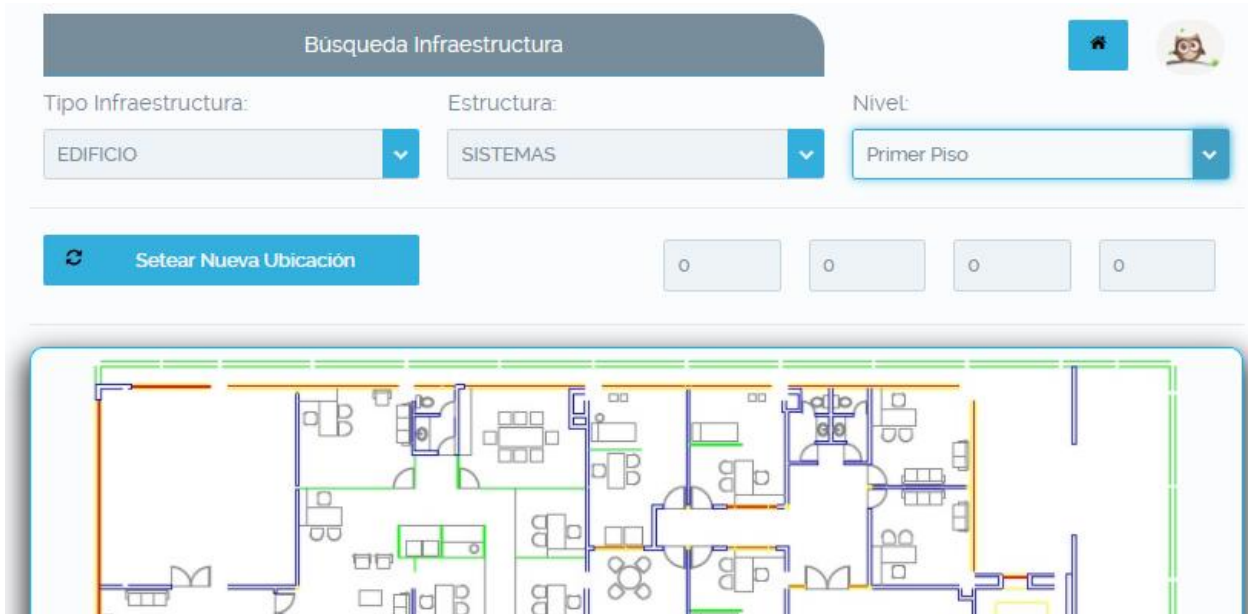 Búsqueda Infraestructura
Tipo Infraestructura: Estructura: Nivel:
EDIFICIO SISTEMAS Primer Piso
Setear Nueva Ubicación 0 0 0 0